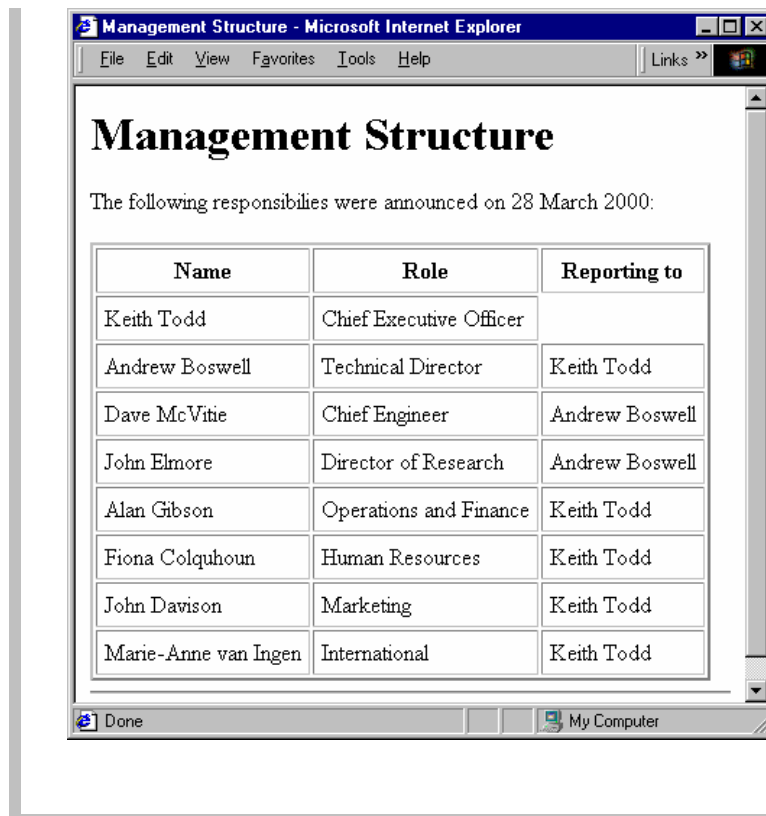 Management Structure - Microsoft Internet Explorer
File Edit View Favorites Tools Help Links »
Management Structure
The following responsibilies were announced on 28 March 2000:
Name Role Reporting to
Keith Todd Chief Executive Officer
Andrew Boswell Technical Director Keith Todd
Dave McVitie Chief Engineer Andrew Boswell
John Elmore Director of Research Andrew Boswell
Alan Gibson Operations and Finance Keith Todd
Fiona Colquhoun Human Resources Keith Todd
John Davison Marketing Keith Todd
Marie-Anne van Ingen International Keith Todd
Done My Computer